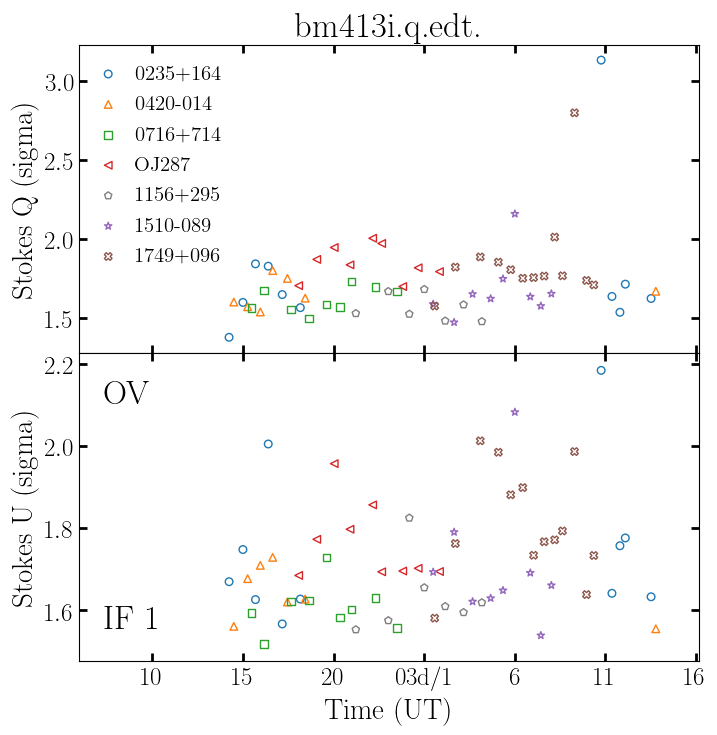 bm413i.q.edt.
Stokes Q (sigma)
3.0
2.5
2.0
1.5
0235+164
0420-014
0716+714
OJ287
1156+295
1510-089
1749+096
Stokes U (sigma)
2.2
2.0
1.8
1.6
OV
IF 1
10 15 20 03d/1 6 11 16
Time (UT)